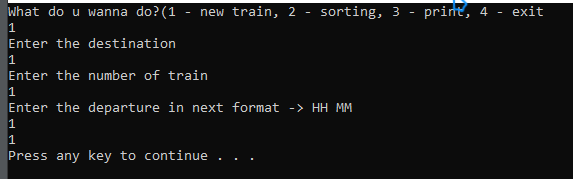 What do u wanna do?(1 - new train, 2 - sorting, 3 - print, 4 - exit
1
Enter the destination
1
Enter the number of train
1
Enter the departure in next format -> HH MM
1
1
Press any key to continue . . .